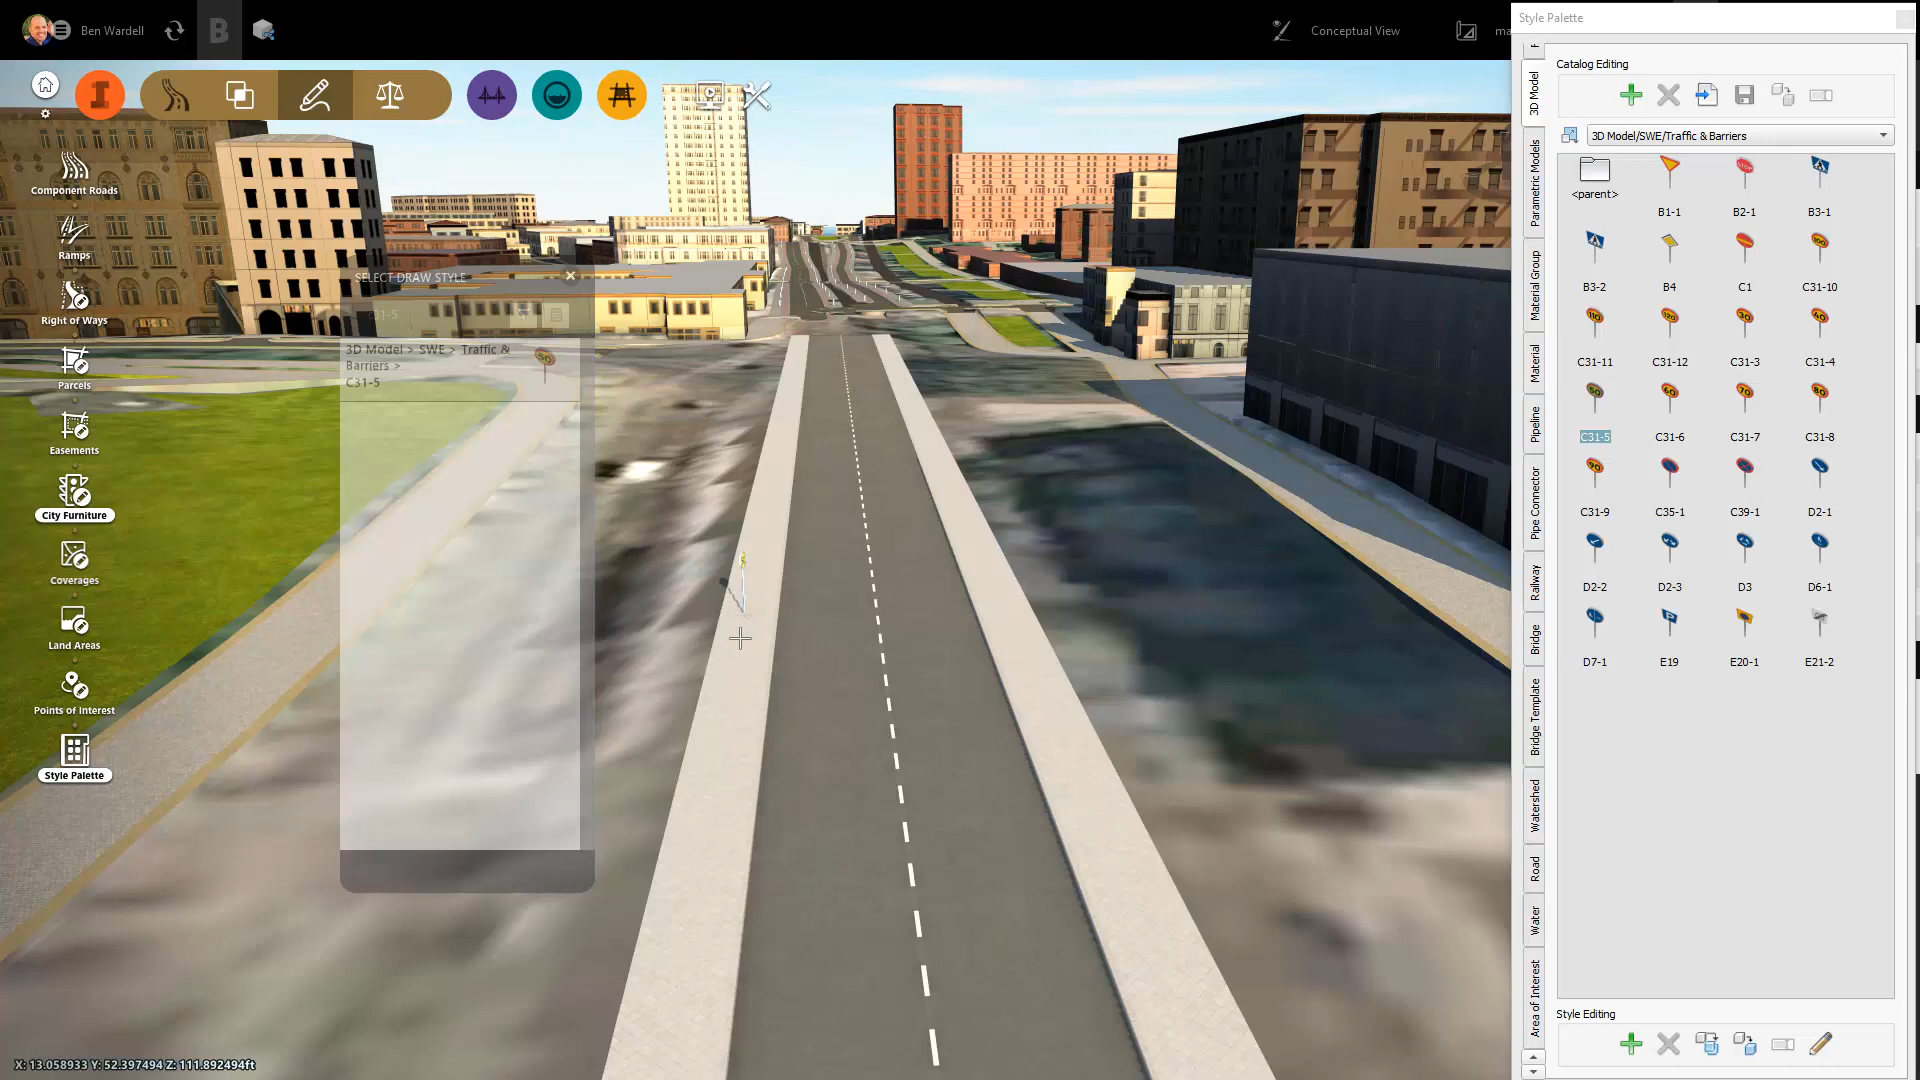 Ben Wardell
B
Conceptual View
ma
Component Roads
Ramps
Right of Ways
Parcels
Easements
City Furniture
Coverages
Land Areas
Points of Interest
Style Palette
SELECT DRAW STYLE
C31-5
3D Model > SWE > Traffic &
Barriers >
C31-5
X: 13.058933 Y: 52.397494 Z: 111.892494ft
Style Palette
Catalog Editing
3D Model/SWE/Traffic & Barriers
3D Model
Parametric Models
Material Group
Material
Pipeline
Pipe Connector
Railway
Bridge
Bridge Template
Watershed
Road
Water
Area of Interest
<parent> B1-1 B2-1 B3-1
B3-2 B4 C1 C31-10
C31-11 C31-12 C31-3 C31-4
C31-5 C31-6 C31-7 C31-8
C31-9 C35-1 C39-1 D2-1
D2-2 D2-3 D3 D6-1
D7-1 E19 E20-1 E21-2
Style Editing